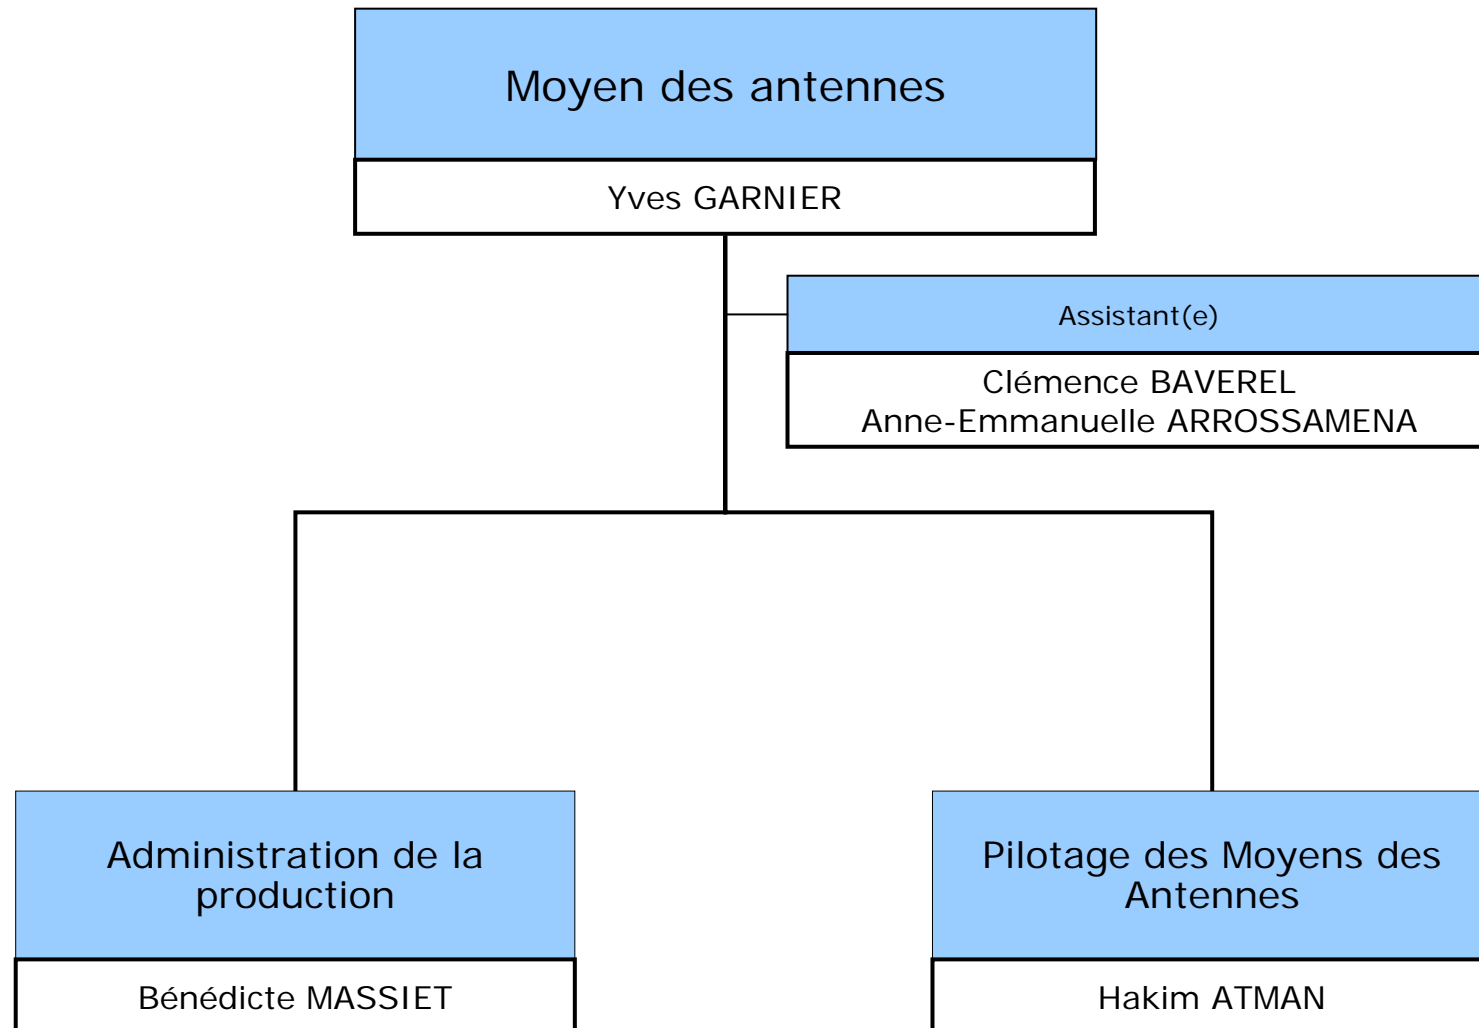 Moyen des antennes
Yves GARNIER
Assistant(e)
Clémence BAVEREL
Anne-Emmanuelle ARROSSAMENA
Administration de la
production
Bénédicte MASSIET
Pilotage des Moyens des
Antennes
Hakim ATMAN